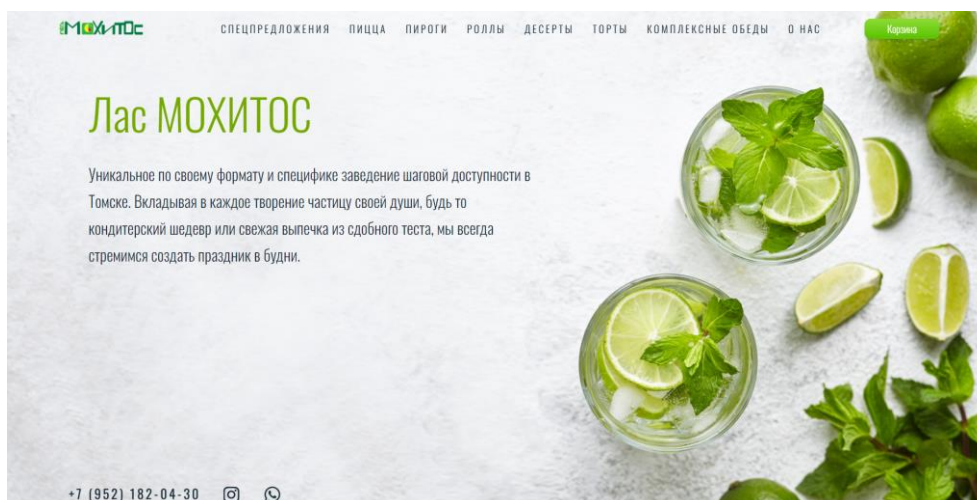 МОХИТОС
СПЕЦПРЕДЛОЖЕНИЯ ПИЦЦА ПИРОГИ РОЛЛЫ ДЕСЕРТЫ ТОРТЫ КОМПЛЕКСНЫЕ ОБЕДЫ О НАС
Корзина
Лас МОХИТОС
Уникальное по своему формату и специфике заведение шаговой доступности в
Томске. Вкладывая в каждое творение частицу своей души, будь то
кондитерский шедевр или свежая выпечка из сдобного теста, мы всегда
стремимся создать праздник в будни.
+7 (952) 182-04-30